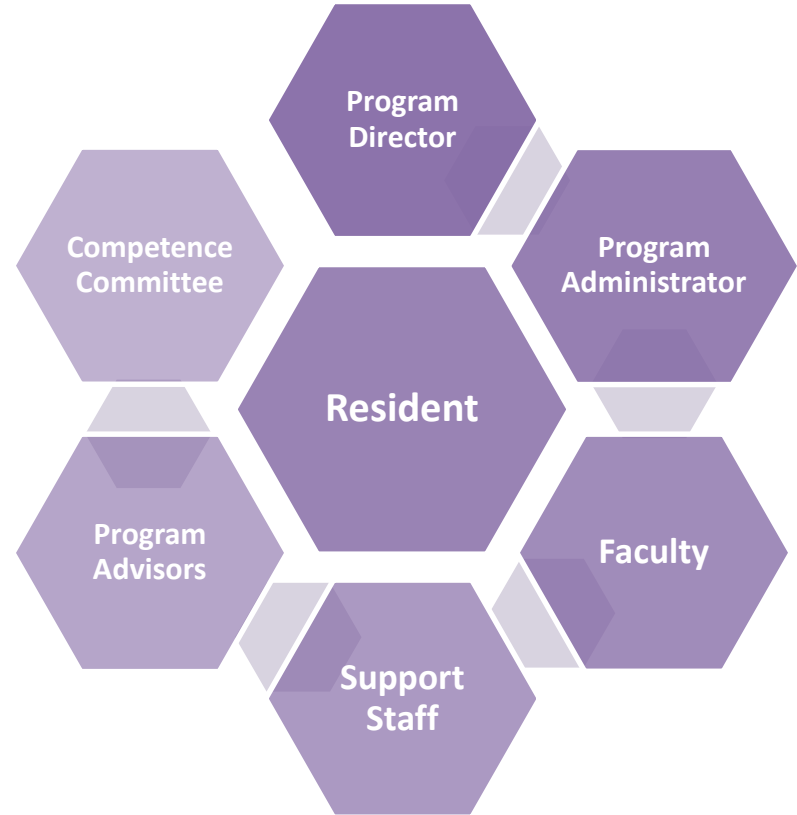 Program
Director
Program
Administrator
Competence
Committee
Resident
Faculty
Program
Advisors
Support
Staff